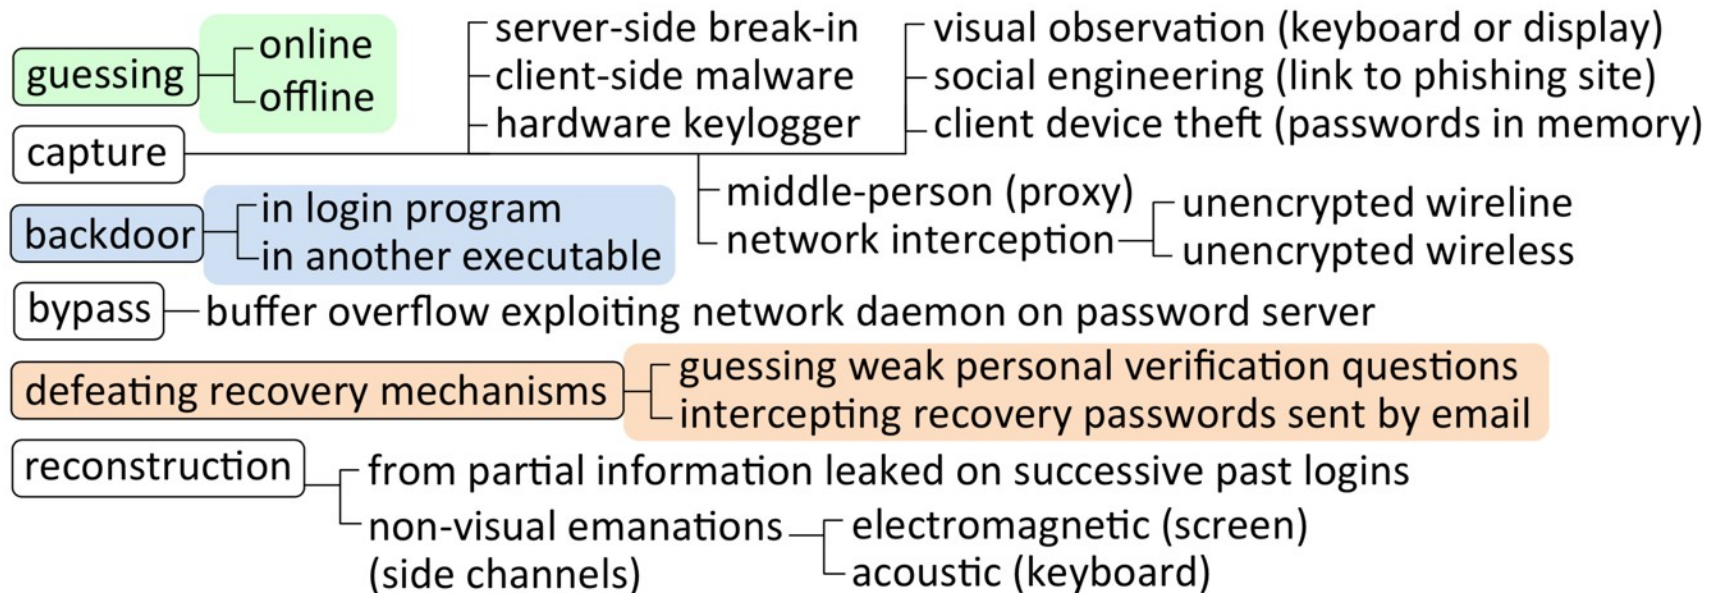 guessing
online
offline
capture
server-side break-in
client-side malware
hardware keylogger
visual observation (keyboard or display)
social engineering (link to phishing site)
client device theft (passwords in memory)
middle-person (proxy)
network interception
unencrypted wireline
unencrypted wireless
backdoor
in login program
in another executable
bypass
buffer overflow exploiting network daemon on password server
defeating recovery mechanisms
guessing weak personal verification questions
intercepting recovery passwords sent by email
reconstruction
from partial information leaked on successive past logins
non-visual emanations
(side channels)
electromagnetic (screen)
acoustic (keyboard)